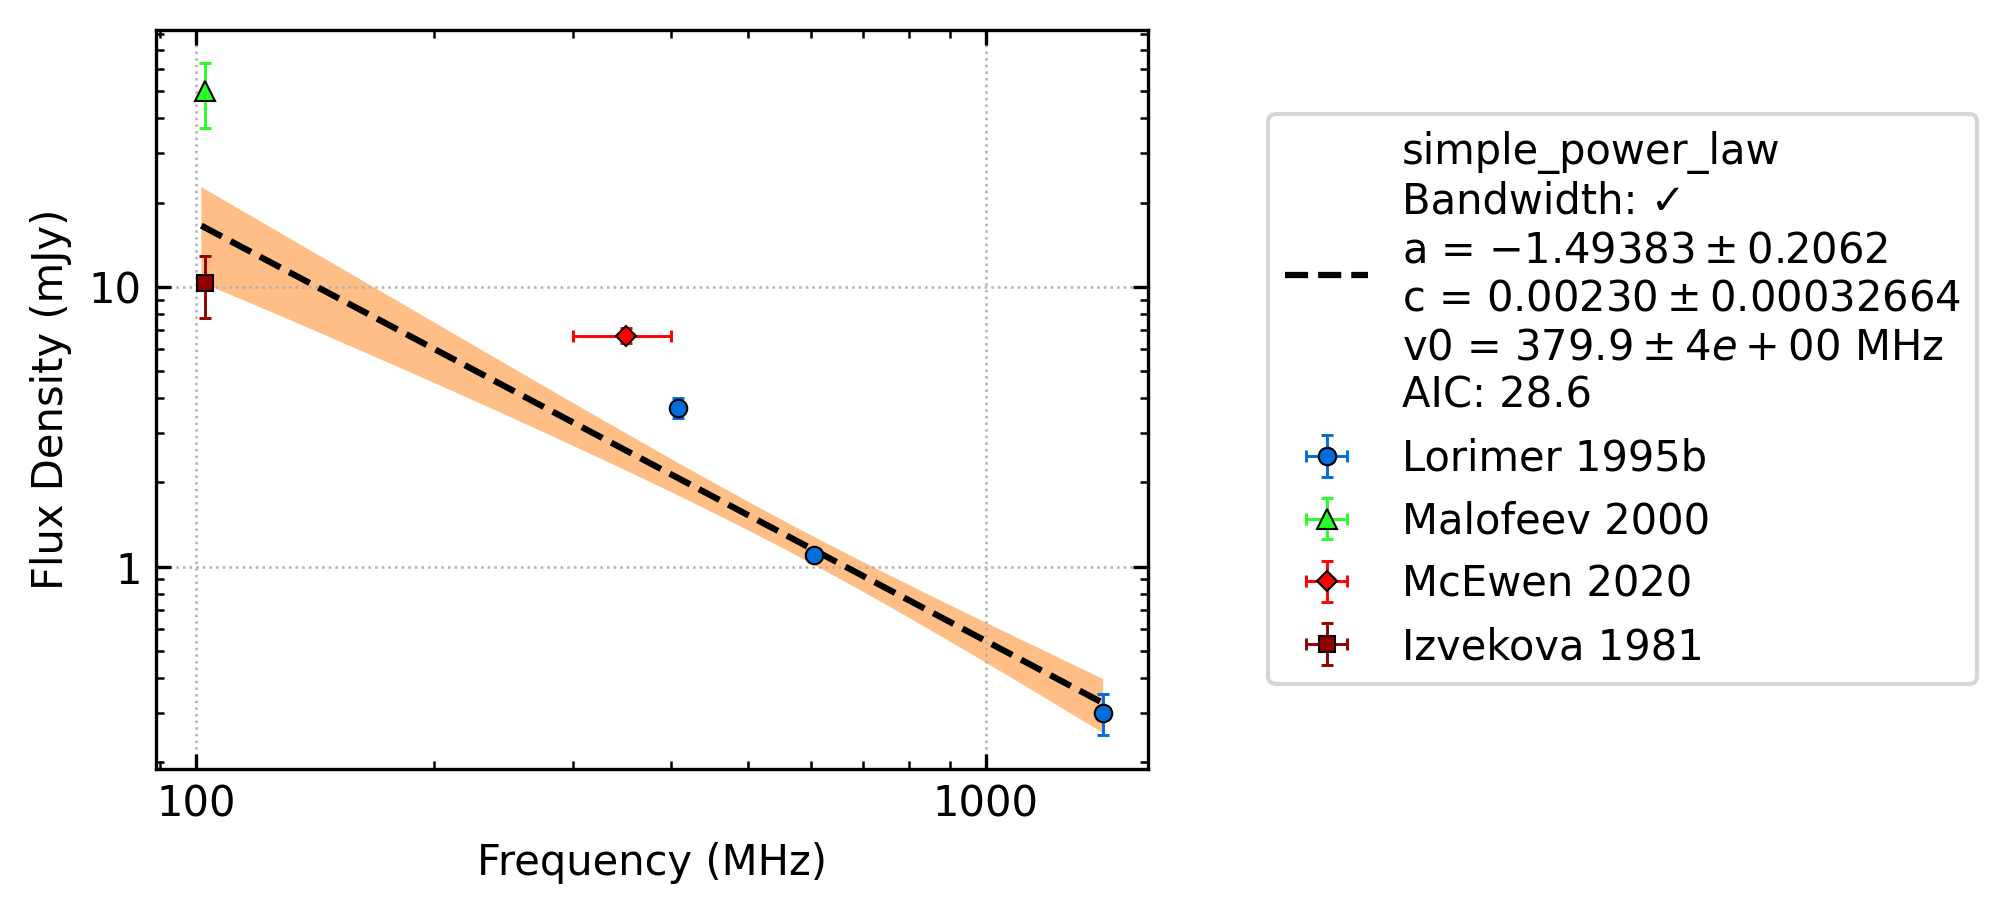 Flux Density (mJy)
10
1
100
1000
Frequency (MHz)
simple_power_law
Bandwidth: ✓
a = −1.49383 ± 0.2062
c = 0.00230 ± 0.00032664
v0 = 379.9 ± 4e + 00 MHz
AIC: 28.6
Lorimer 1995b
Malofeev 2000
McEwen 2020
Izvekova 1981